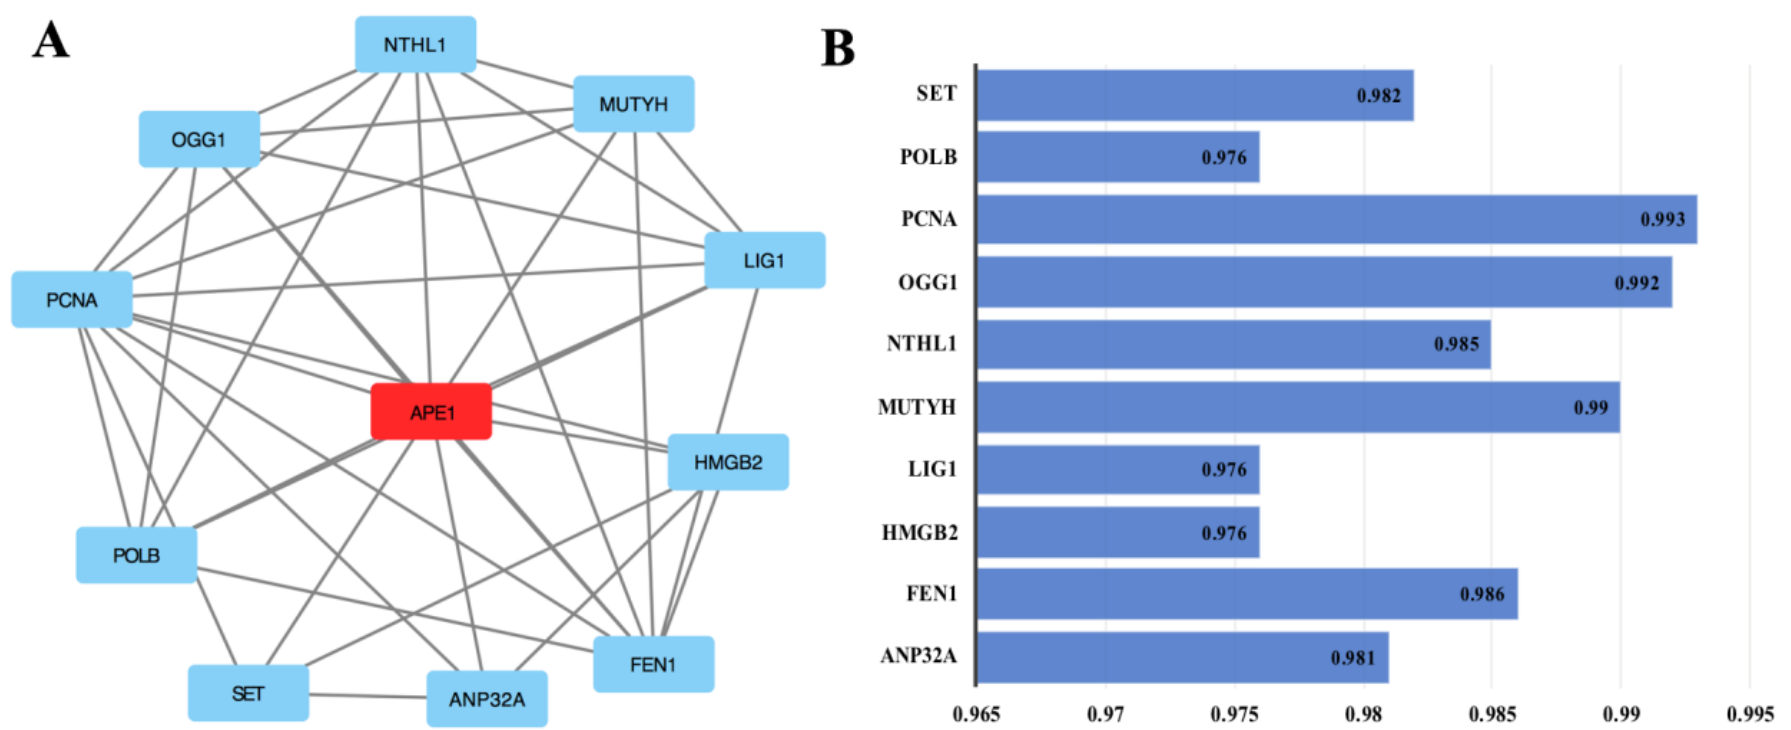 A
NTHL1
MUTYH
OGG1
LIG1
PCNA
APE1
HMGB2
POLB
FEN1
SET
ANP32A
B
SET 0.982
POLB 0.976
PCNA 0.993
OGG1 0.992
NTHL1 0.985
MUTYH 0.99
LIG1 0.976
HMGB2 0.976
FEN1 0.986
ANP32A 0.981
0.965 0.97 0.975 0.98 0.985 0.99 0.995